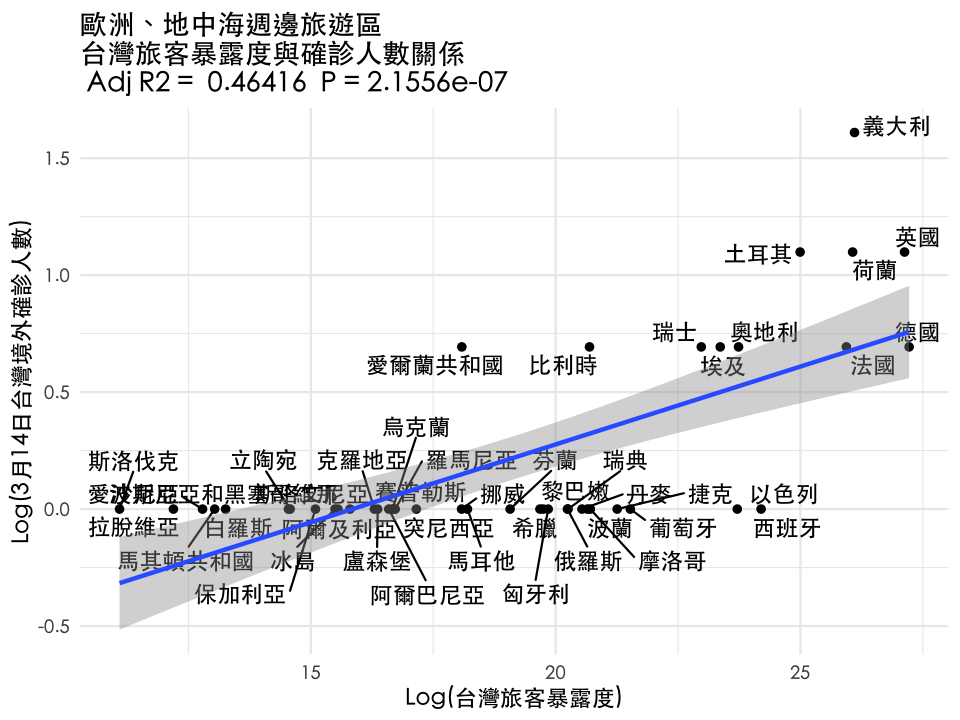 歐洲、地中海週邊旅遊區
台灣旅客暴露度與確診人數關係
Adj R2 = 0.46416 P = 2.1556e-07
Log(3月14日台灣境外確診人數)
1.5
1.0
0.5
0.0
-0.5
義大利
英國
土耳其
荷蘭
瑞士
奧地利
德國
愛爾蘭共和國
比利時
埃及
法國
烏克蘭
斯洛伐克
立陶宛
克羅地亞
羅馬尼亞
芬蘭
瑞典
賽普勒斯
挪威
黎巴嫩
丹麥
捷克
以色列
拉脫維亞
白羅斯
阿爾及利亞
突尼西亞
希臘
波蘭
葡萄牙
西班牙
馬其頓共和國
冰島
盧森堡
馬耳他
俄羅斯
摩洛哥
保加利亞
阿爾巴尼亞
匈牙利
15
20
25
Log(台灣旅客暴露度)